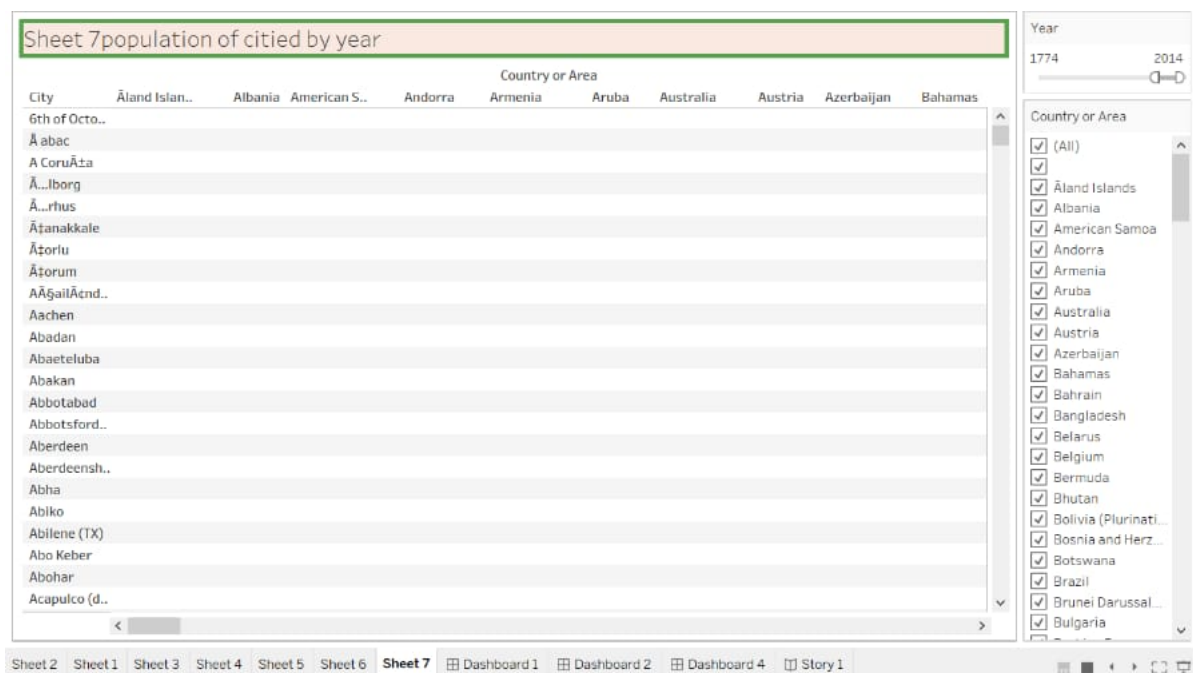 Sheet 7population of citied by year
Country or Area
City Åland Islan.. Albania American S.. Andorra Armenia Aruba Australia Austria Azerbaijan Bahamas
6th of Octo..
A CoruÃ±a
Ã…lborg
Ã…rhus
Ã‡anakkale
Ã‡orlu
Ã‡orum
AÃ§ailÃ¢nd..
Aachen
Abadan
Abaeteluba
Abakan
Abbotabad
Abbotsford..
Aberdeen
Aberdeensh..
Abha
Abiko
Abilene (TX)
Abo Keber
Abohar
Acapulco (d..
Year
1774 2014
Country or Area
(All)
Åland Islands
Albania
American Samoa
Andorra
Armenia
Aruba
Australia
Austria
Azerbaijan
Bahamas
Bahrain
Bangladesh
Belarus
Belgium
Bermuda
Bhutan
Bolivia (Plurinati...
Bosnia and Herz...
Botswana
Brazil
Brunei Darussal...
Bulgaria
Sheet 2 Sheet 1 Sheet 3 Sheet 4 Sheet 5 Sheet 6 Sheet 7 Dashboard 1 Dashboard 2 Dashboard 4 Story 1